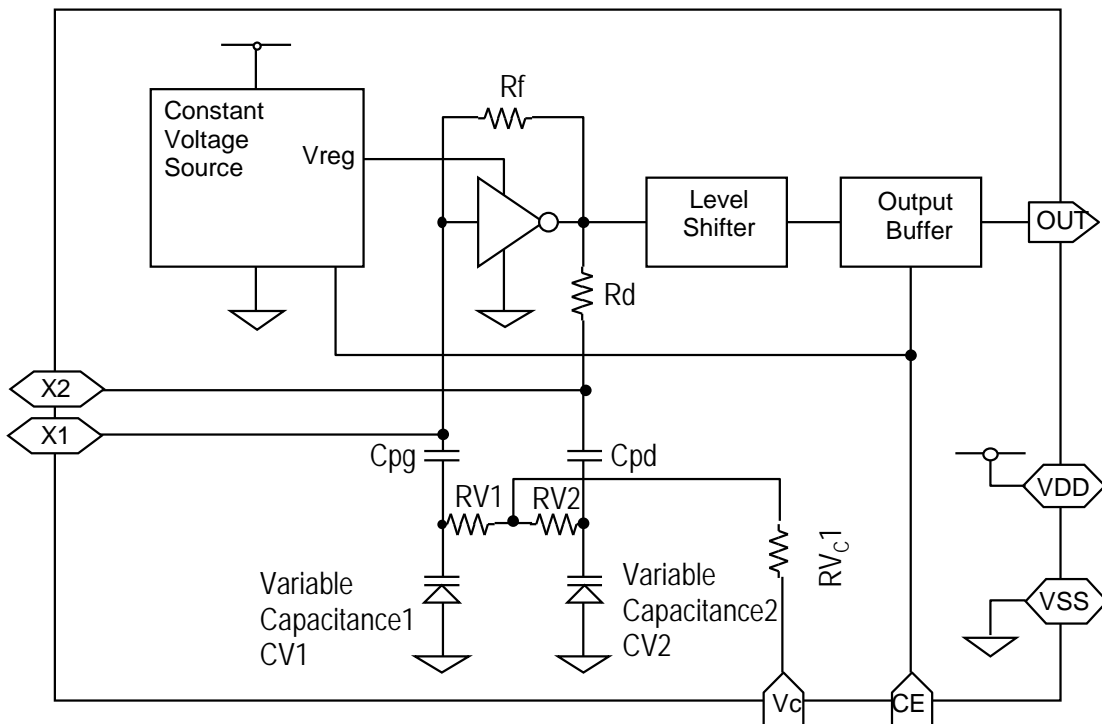 Constant
Voltage
Source
Vreg
Rf
Level
Shifter
Output
Buffer
OUT
Rd
X2
X1
Cpg
Cpd
RV1
RV2
VDD
RVC1
Variable
Capacitance1
CV1
Variable
Capacitance2
CV2
VSS
Vc
CE